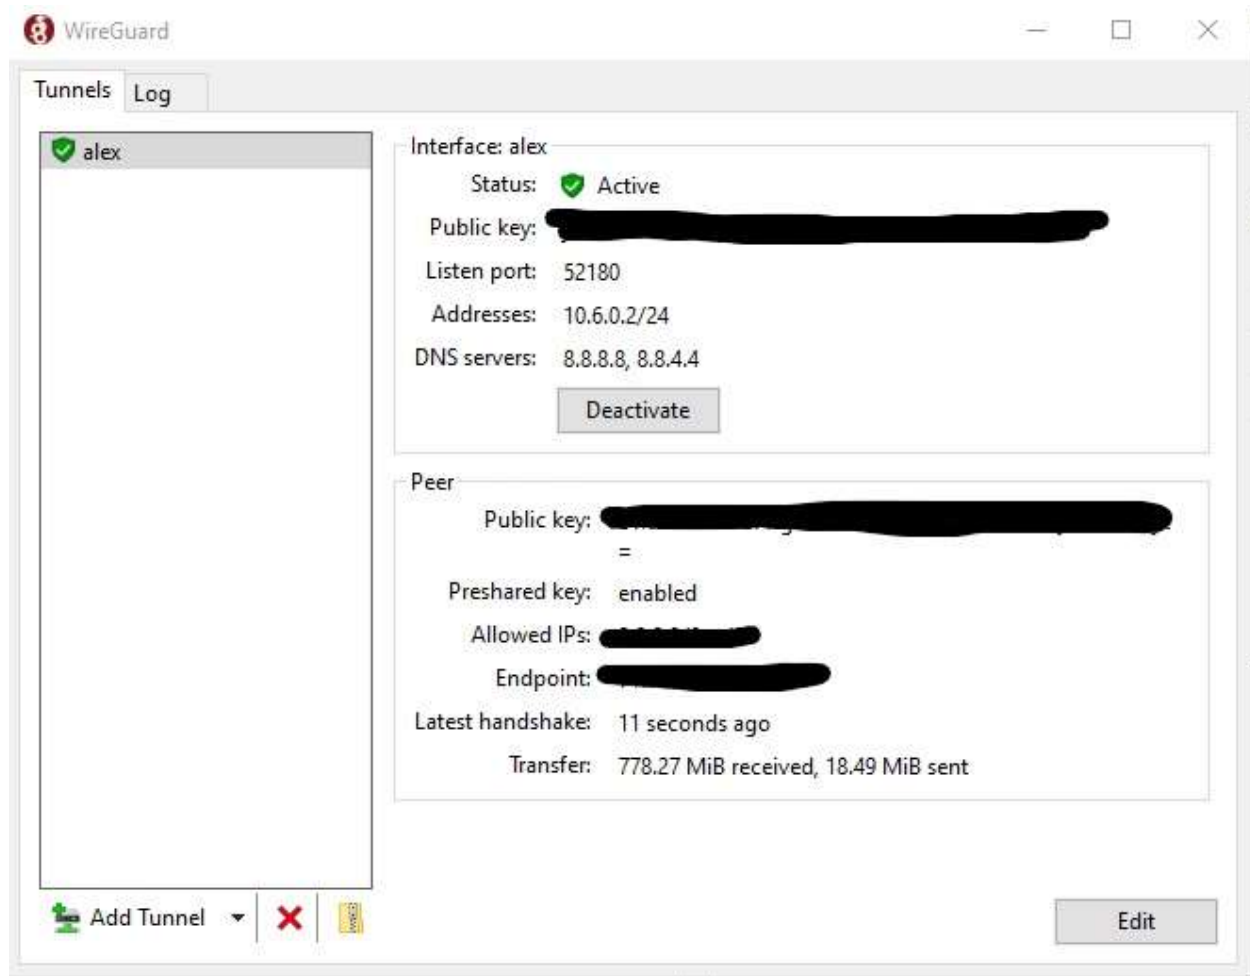 WireGuard
Tunnels Log
alex
Interface: alex
Status: Active
Public key:
Listen port: 52180
Addresses: 10.6.0.2/24
DNS servers: 8.8.8.8, 8.8.4.4
Deactivate
Peer
Public key:
=
Preshared key: enabled
Allowed IPs:
Endpoint:
Latest handshake: 11 seconds ago
Transfer: 778.27 MiB received, 18.49 MiB sent
Add Tunnel
Edit